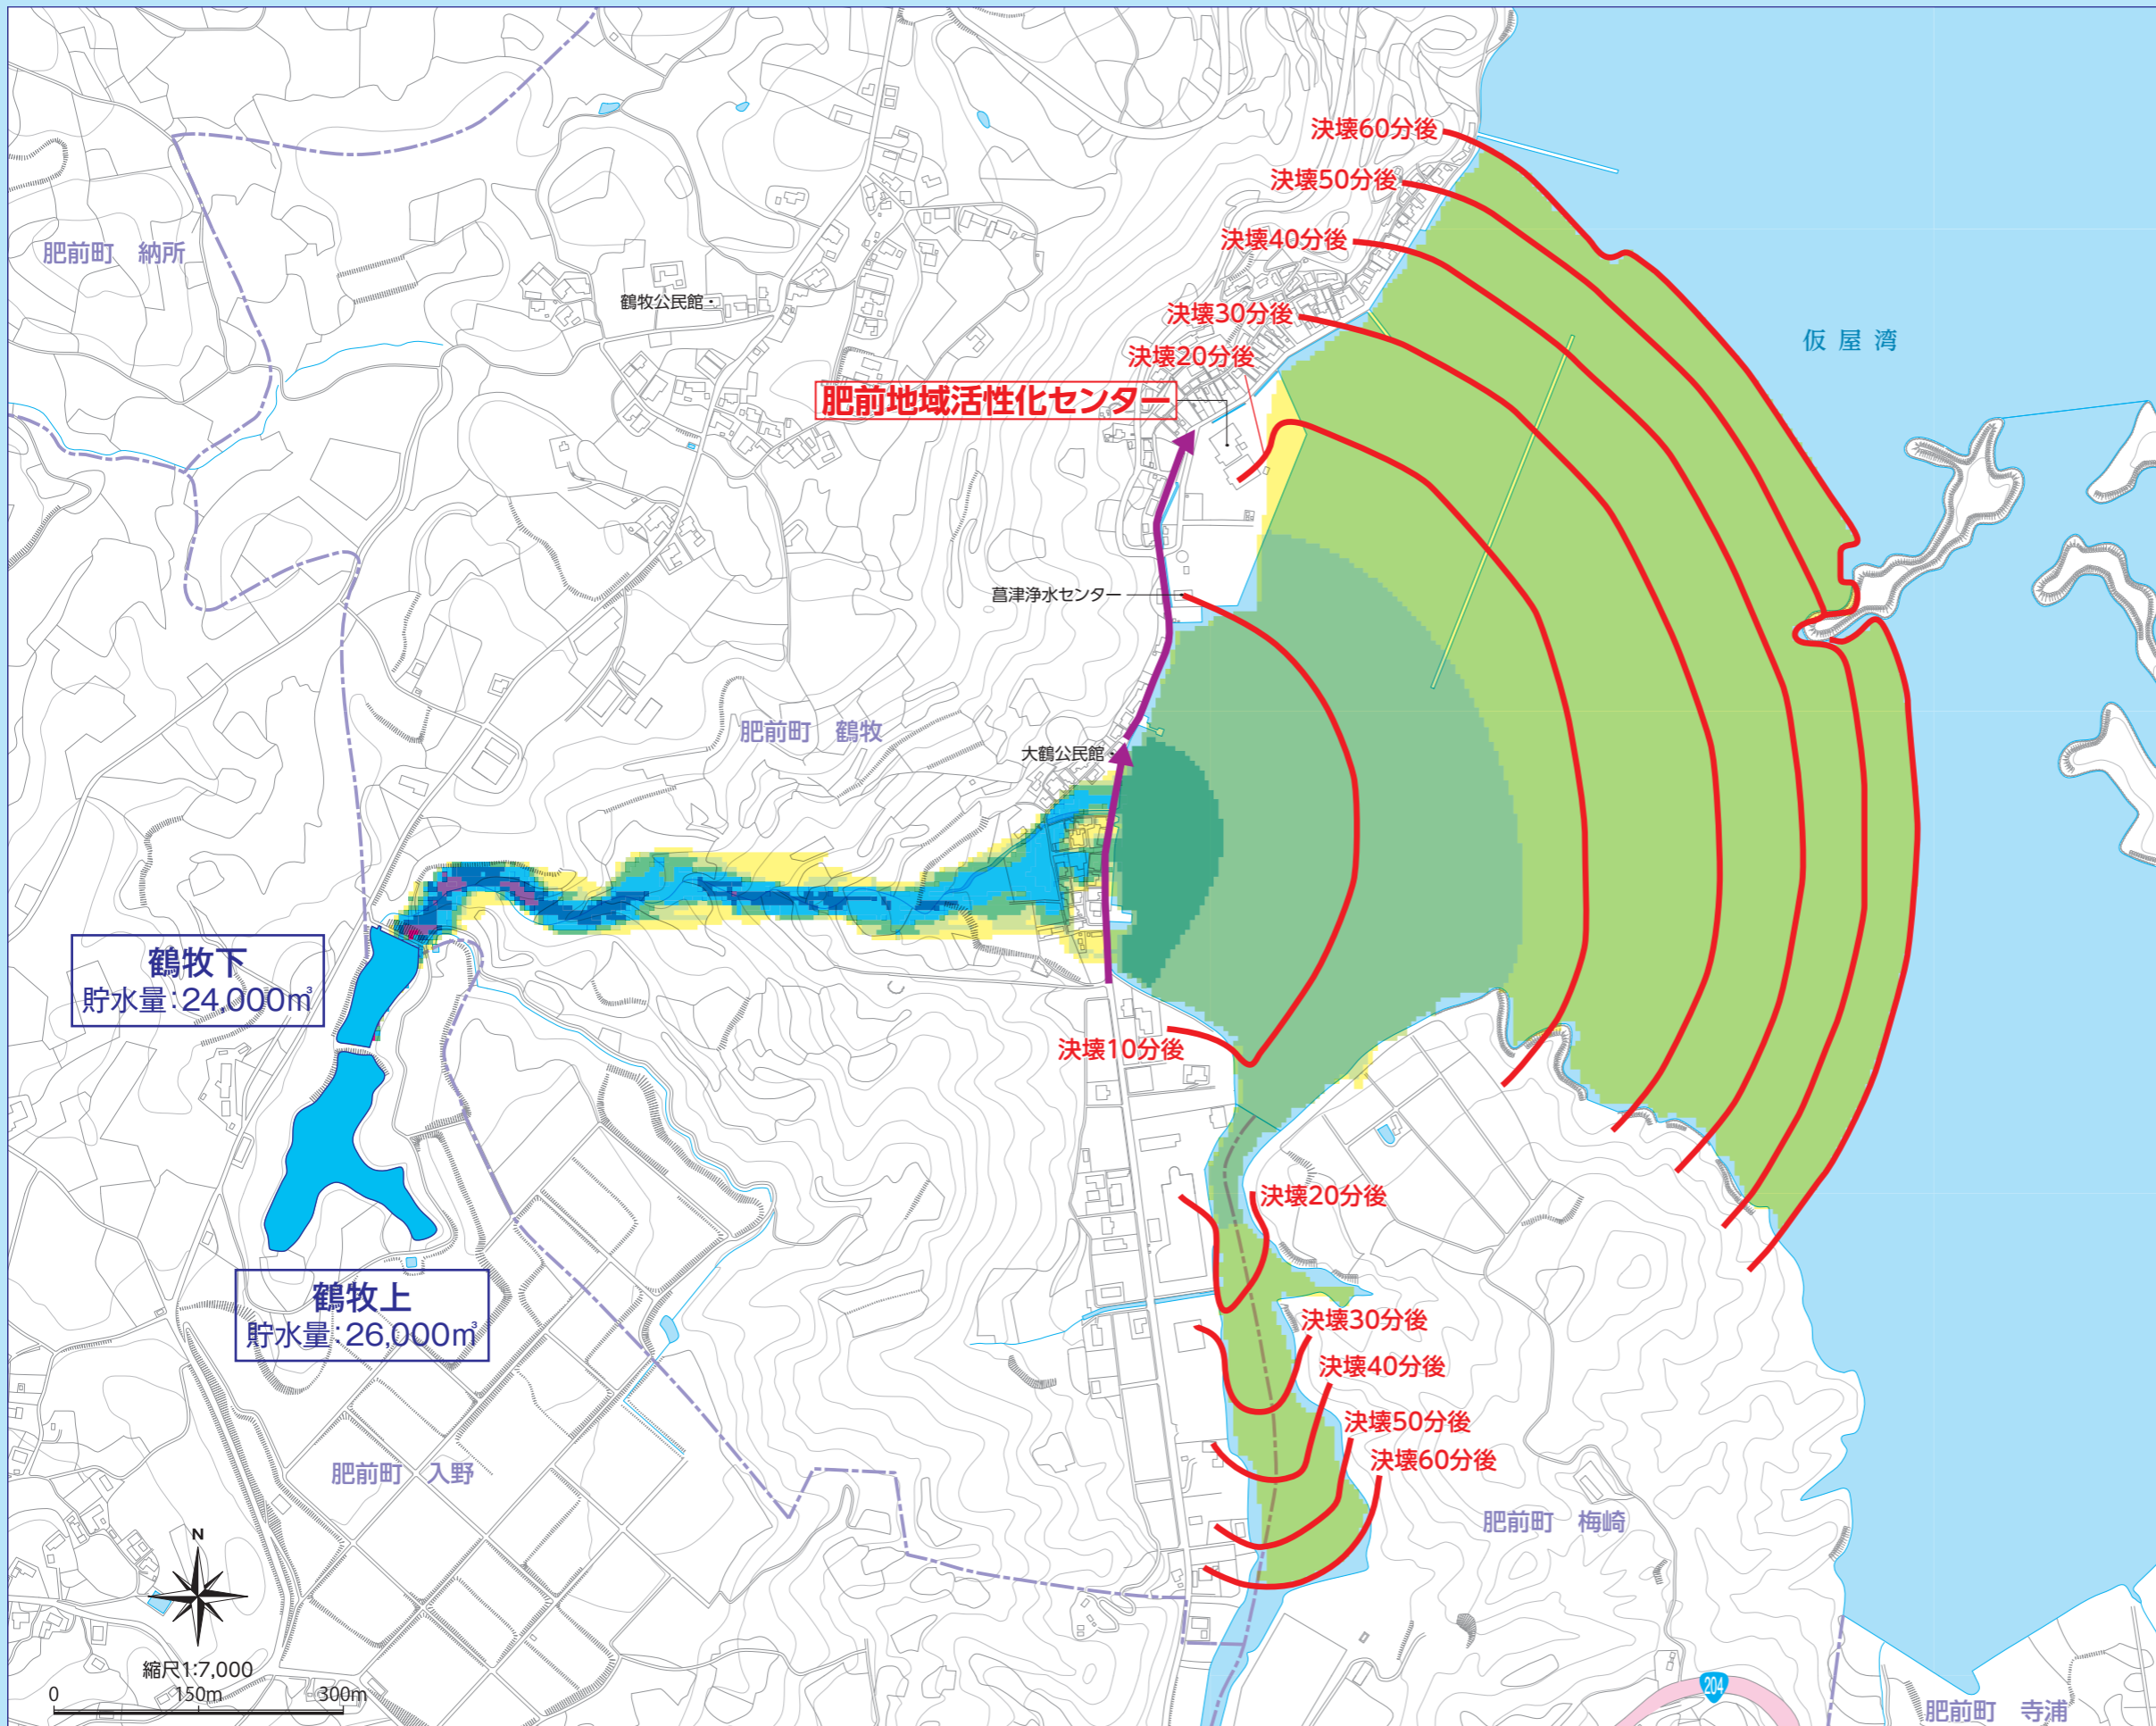 決壊60分後
決壊50分後
肥前町　納所
決壊40分後
鶴牧公民館
決壊30分後
仮屋湾
決壊20分後
肥前地域活性化センター
菖津浄水センター
肥前町　鶴牧
大鶴公民館
鶴牧下
貯水量:24,000㎥
決壊10分後
決壊20分後
鶴牧上
貯水量:26,000㎥
決壊30分後
決壊40分後
決壊50分後
決壊60分後
肥前町　入野
肥前町　梅崎
N
縮尺1:7,000
0 150m 300m
204
肥前町　寺浦